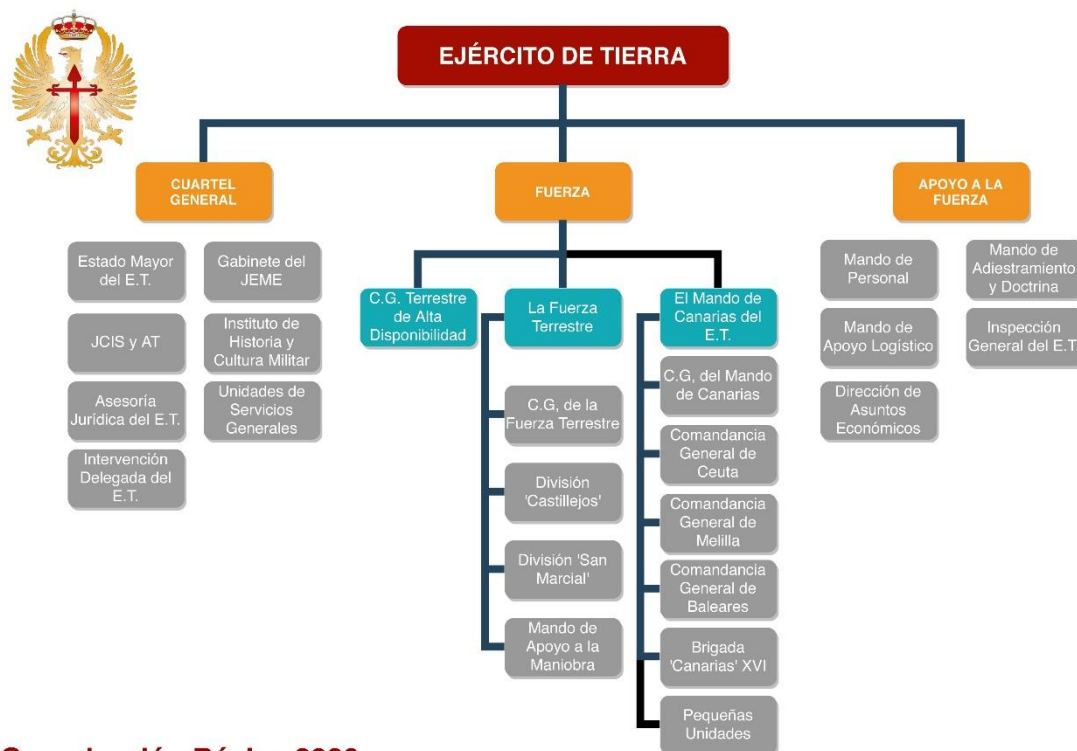 EJÉRCITO DE TIERRA
CUARTEL
GENERAL
Estado Mayor
del E.T.
Gabinete del
JEME
JCIS y AT
Instituto de
Historia y
Cultura Militar
Asesoría
Jurídica del E.T.
Unidades de
Servicios
Generales
Intervención
Delegada del
E.T.
FUERZA
C.G. Terrestre
de Alta
Disponibilidad
La Fuerza
Terrestre
C.G, de la
Fuerza Terrestre
División
'Castillejos'
División 'San
Marcial'
Mando de
Apoyo a la
Maniobra
El Mando de
Canarias del
E.T.
C.G, del Mando
de Canarias
Comandancia
General de
Ceuta
Comandancia
General de
Melilla
Comandancia
General de
Baleares
Brigada
'Canarias' XVI
Pequeñas
Unidades
APOYO A LA
FUERZA
Mando de
Personal
Mando de
Adiestramiento
y Doctrina
Mando de
Apoyo Logístico
Inspección
General del E.T.
Dirección de
Asuntos
Económicos